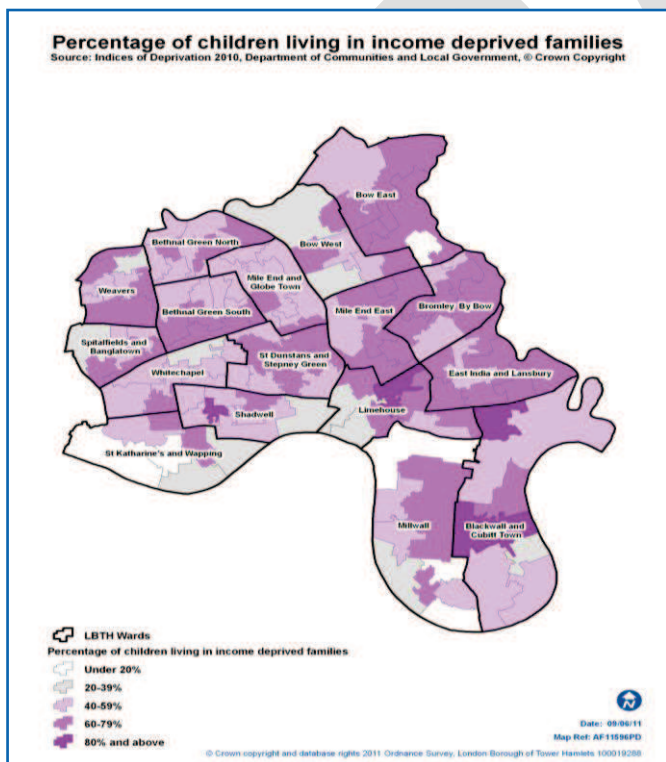 Percentage of children living in income deprived families
Source: Indices of Deprivation 2010, Department of Communities and Local Government, © Crown Copyright
Bow East
Bethnal Green North
Bow West
Weavers
Mile End and
Globe Town
Bromley By Bow
Bethnal Green South
Mile End East
Spitalfields and
Banglatown
St Dunstans and
Stepney Green
Whitechapel
East India and Lansbury
Shadwell
Limehouse
St Katharine's and Wapping
Millwall
Blackwall and
Cubitt Town
LBTH Wards
Percentage of children living in income deprived families
Under 20%
20-39%
40-59%
60-79%
80% and above
N
Date: 09/06/11
Map Ref: AF11596PD
© Crown copyright and database rights 2011 Ordnance Survey, London Borough of Tower Hamlets 100019288